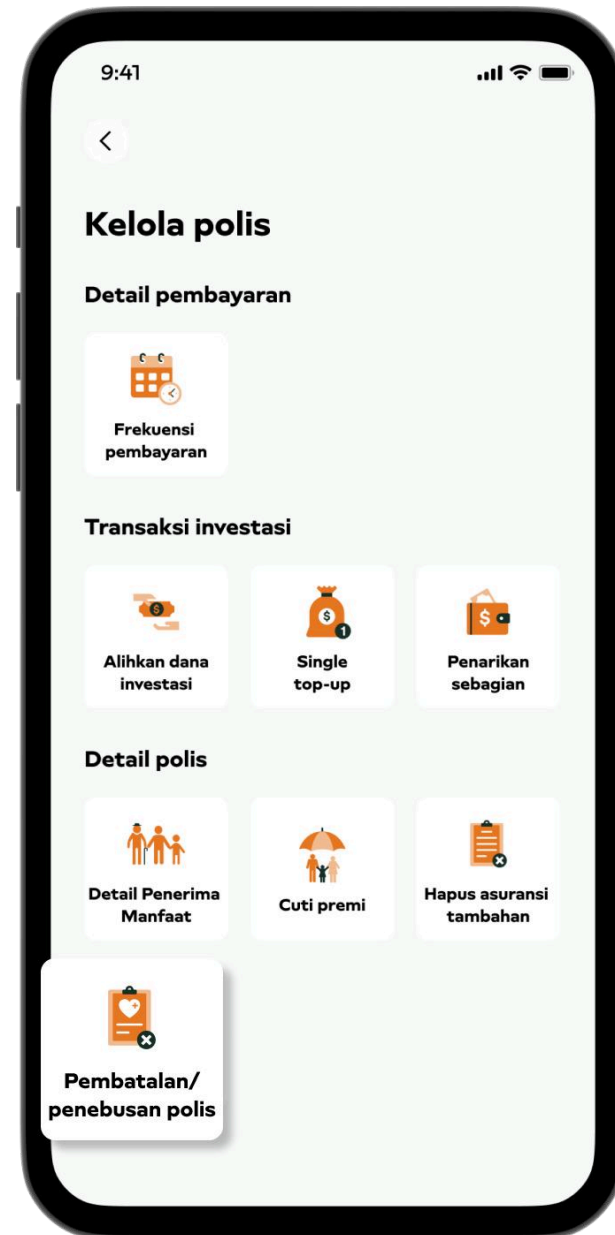 9:41
Kelola polis
Detail pembayaran
Frekuensi
pembayaran
Transaksi investasi
Alihkan dana
investasi
Single
top-up
Penarikan
sebagian
Detail polis
Detail Penerima
Manfaat
Cuti premi
Hapus asuransi
tambahan
Pembatalan/
penebusan polis